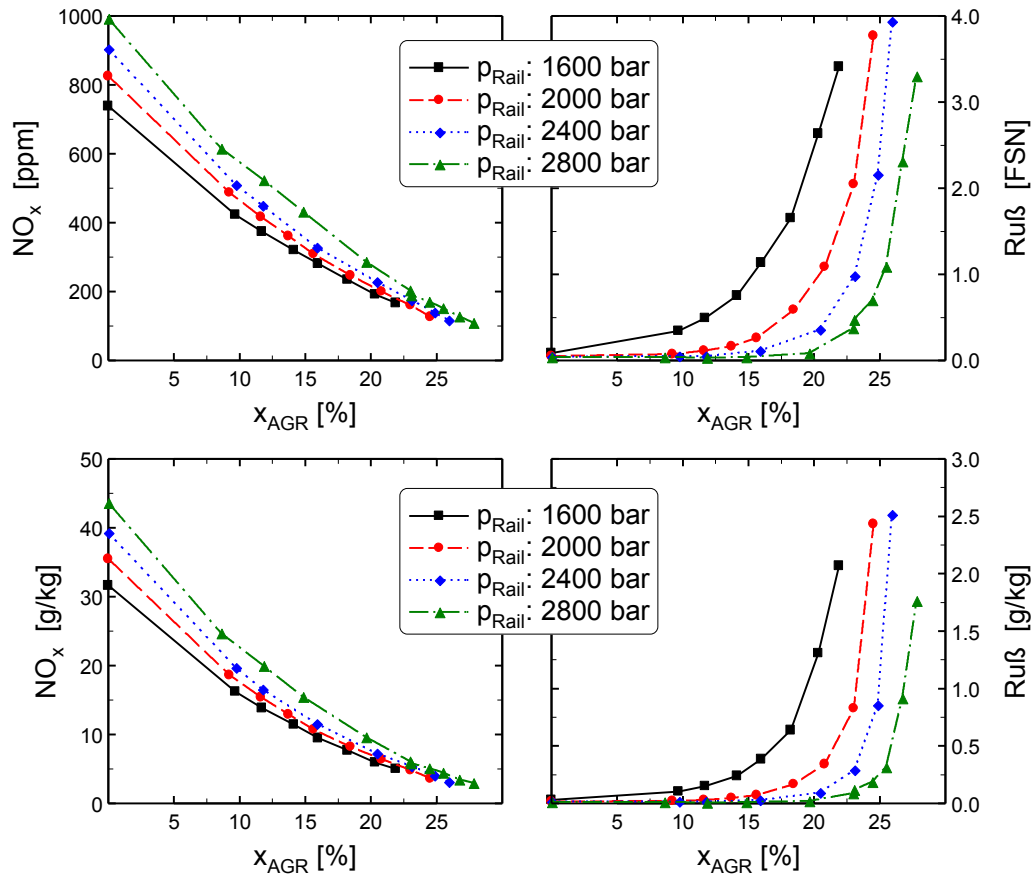 1000
800
600
400
200
0
NOx [ppm]
5 10 15 20 25
xAGR [%]
pRail: 1600 bar
pRail: 2000 bar
pRail: 2400 bar
pRail: 2800 bar
4.0
3.0
2.0
1.0
0.0
Ruß [FSN]
5 10 15 20 25
xAGR [%]
50
40
30
20
10
0
NOx [g/kg]
5 10 15 20 25
xAGR [%]
pRail: 1600 bar
pRail: 2000 bar
pRail: 2400 bar
pRail: 2800 bar
3.0
2.5
2.0
1.5
1.0
0.5
0.0
Ruß [g/kg]
5 10 15 20 25
xAGR [%]